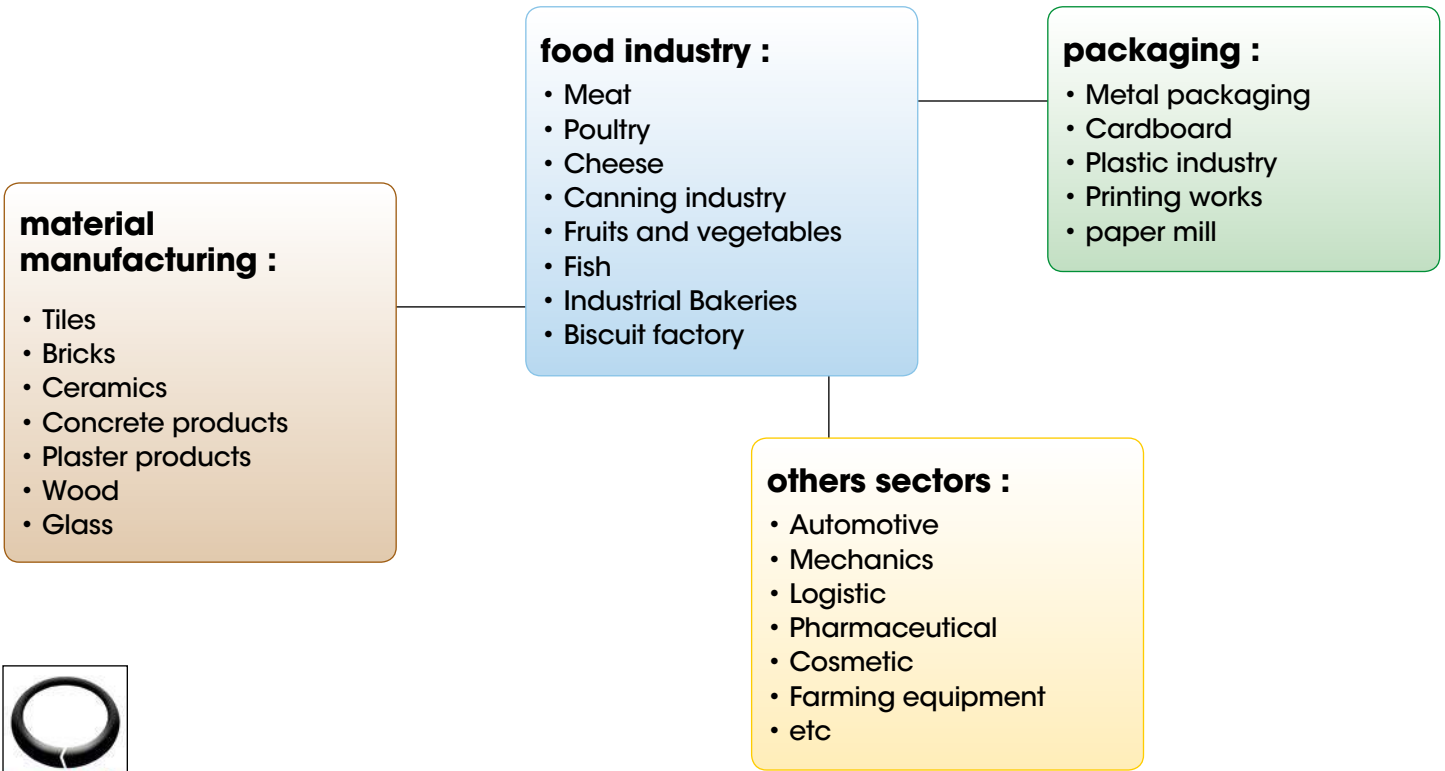 food industry :
• Meat
• Poultry
• Cheese
• Canning industry
• Fruits and vegetables
• Fish
• Industrial Bakeries
• Biscuit factory
packaging :
• Metal packaging
• Cardboard
• Plastic industry
• Printing works
• paper mill
material
manufacturing :
• Tiles
• Bricks
• Ceramics
• Concrete products
• Plaster products
• Wood
• Glass
others sectors :
• Automotive
• Mechanics
• Logistic
• Pharmaceutical
• Cosmetic
• Farming equipment
• etc